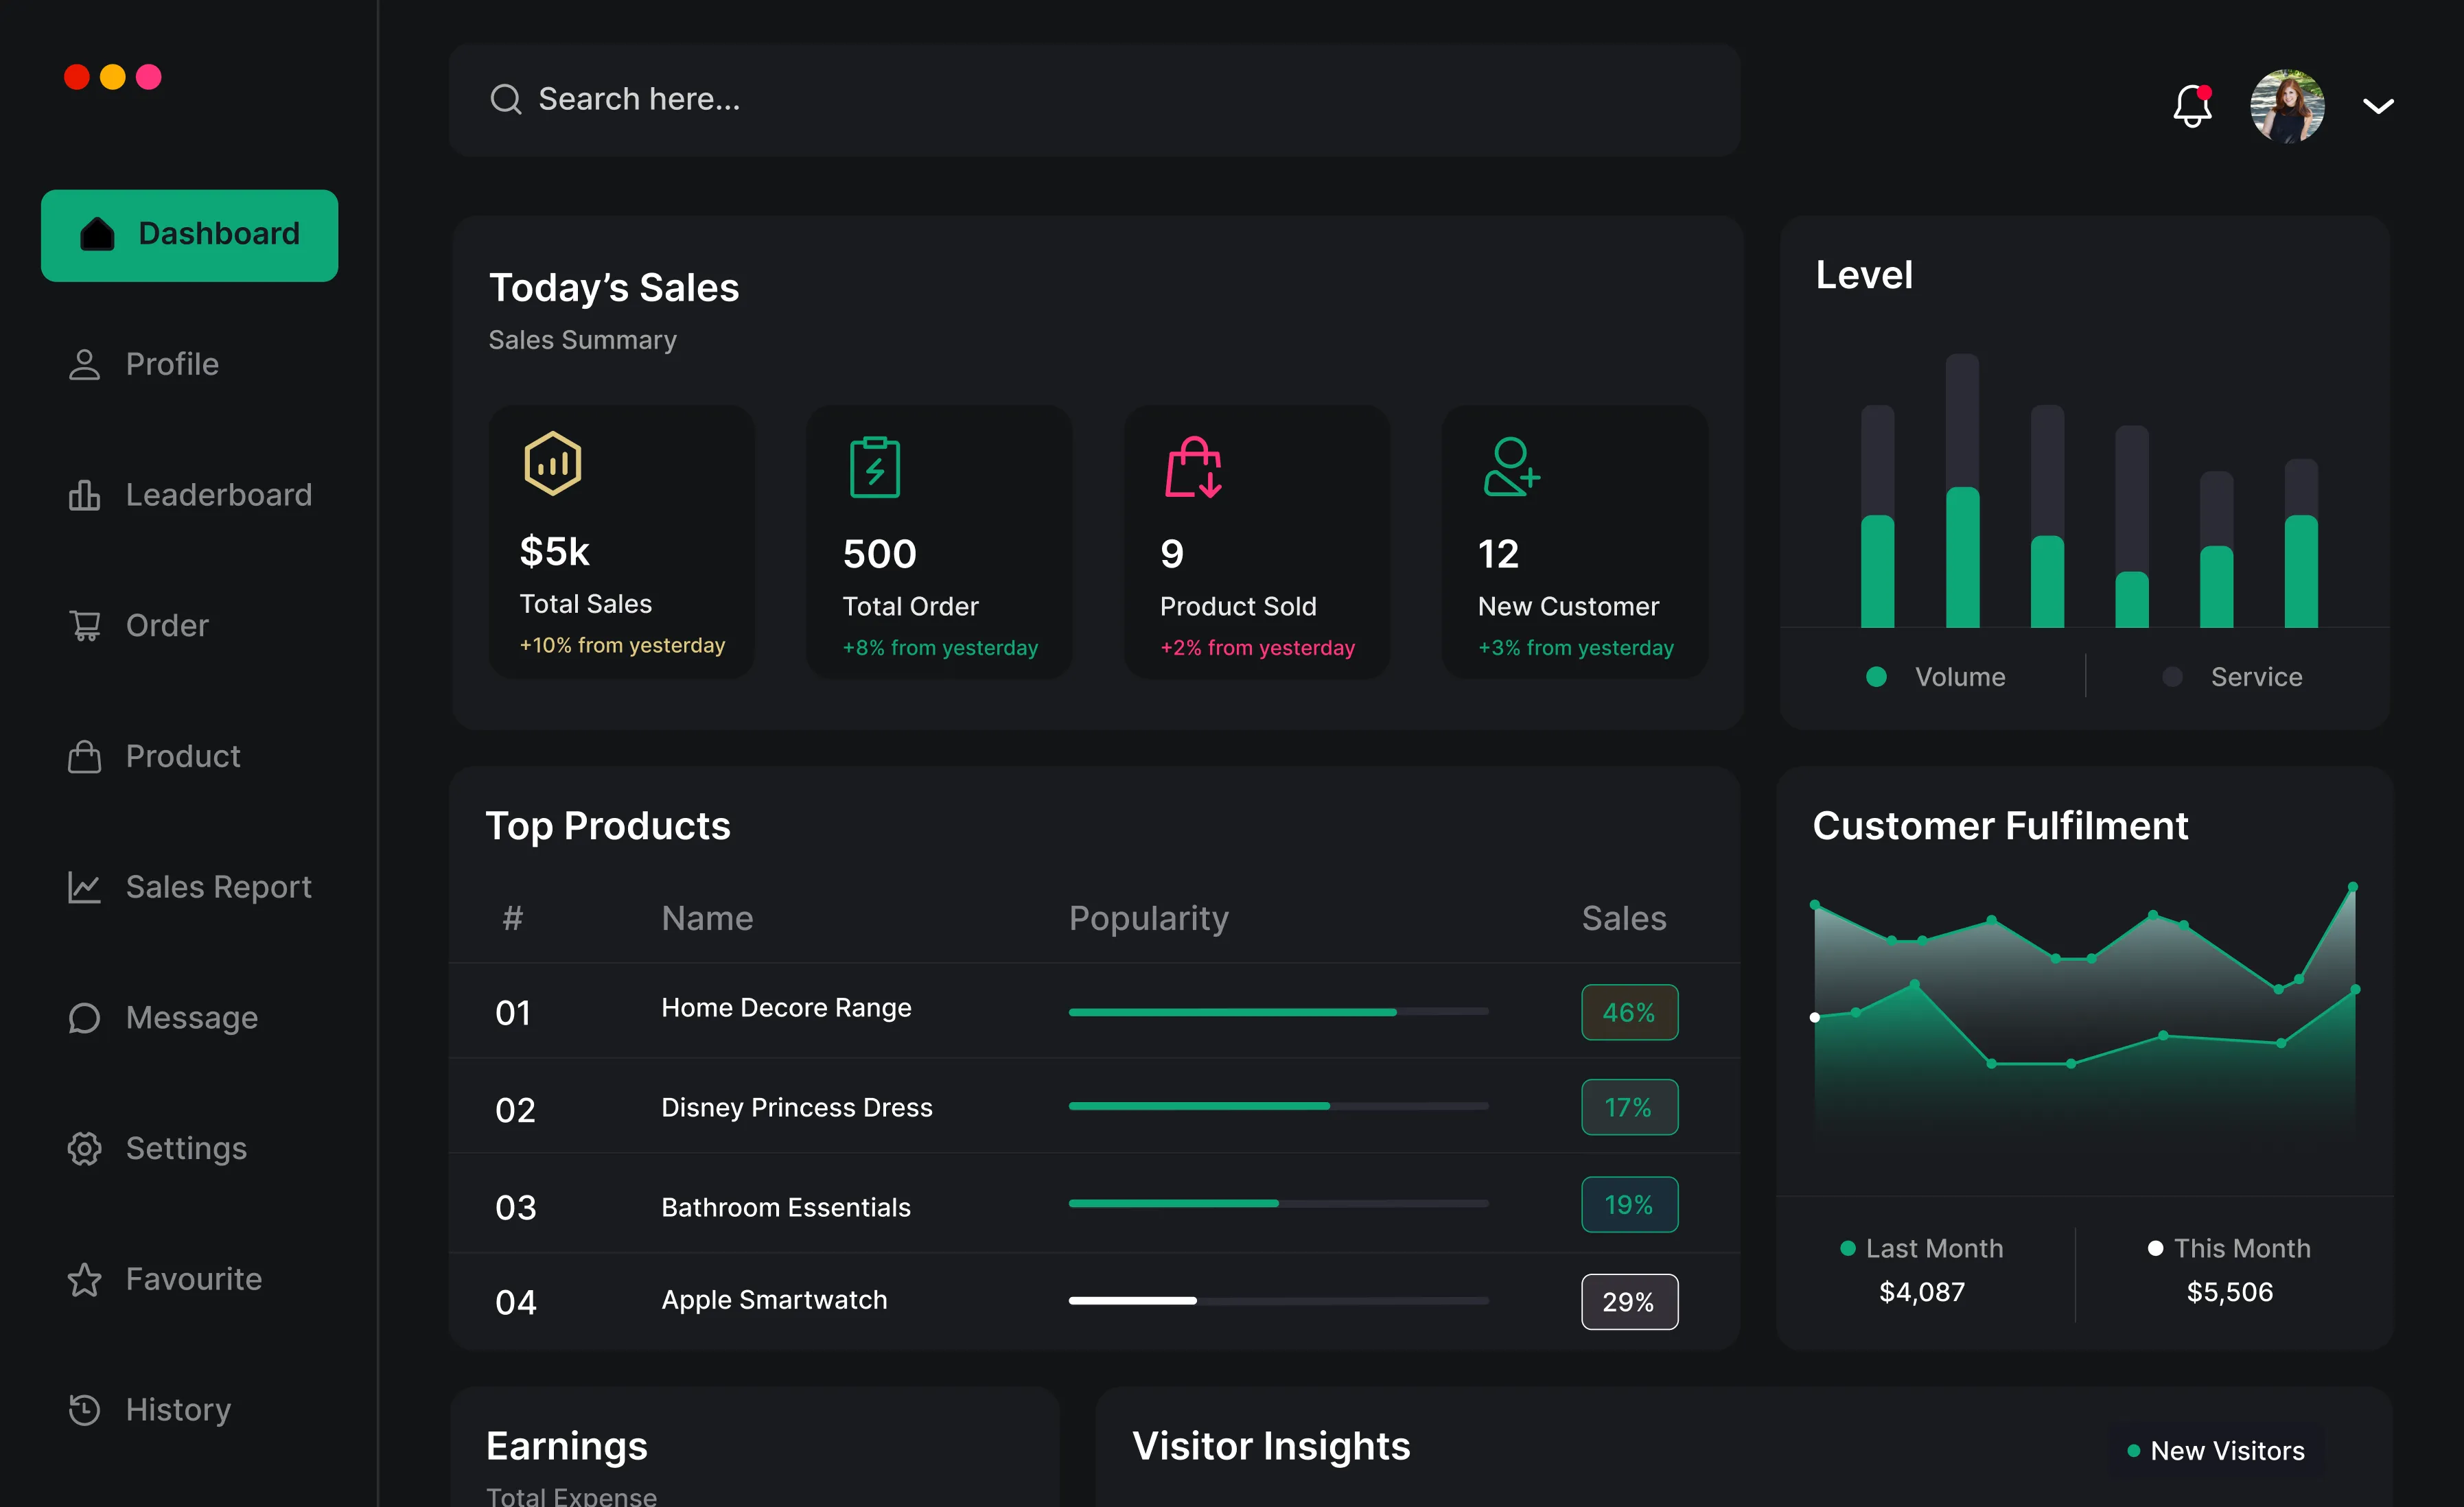 Search here...
Dashboard
Profile
Leaderboard
Order
Product
Sales Report
Message
Settings
Favourite
History
Today’s Sales
Sales Summary
$5k
Total Sales
+10% from yesterday
500
Total Order
+8% from yesterday
9
Product Sold
+2% from yesterday
12
New Customer
+3% from yesterday
Level
Volume
Service
Top Products
# Name Popularity Sales
01 Home Decore Range 46%
02 Disney Princess Dress 17%
03 Bathroom Essentials 19%
04 Apple Smartwatch 29%
Customer Fulfilment
Last Month
$4,087
This Month
$5,506
Earnings
Total Expense
Visitor Insights
New Visitors